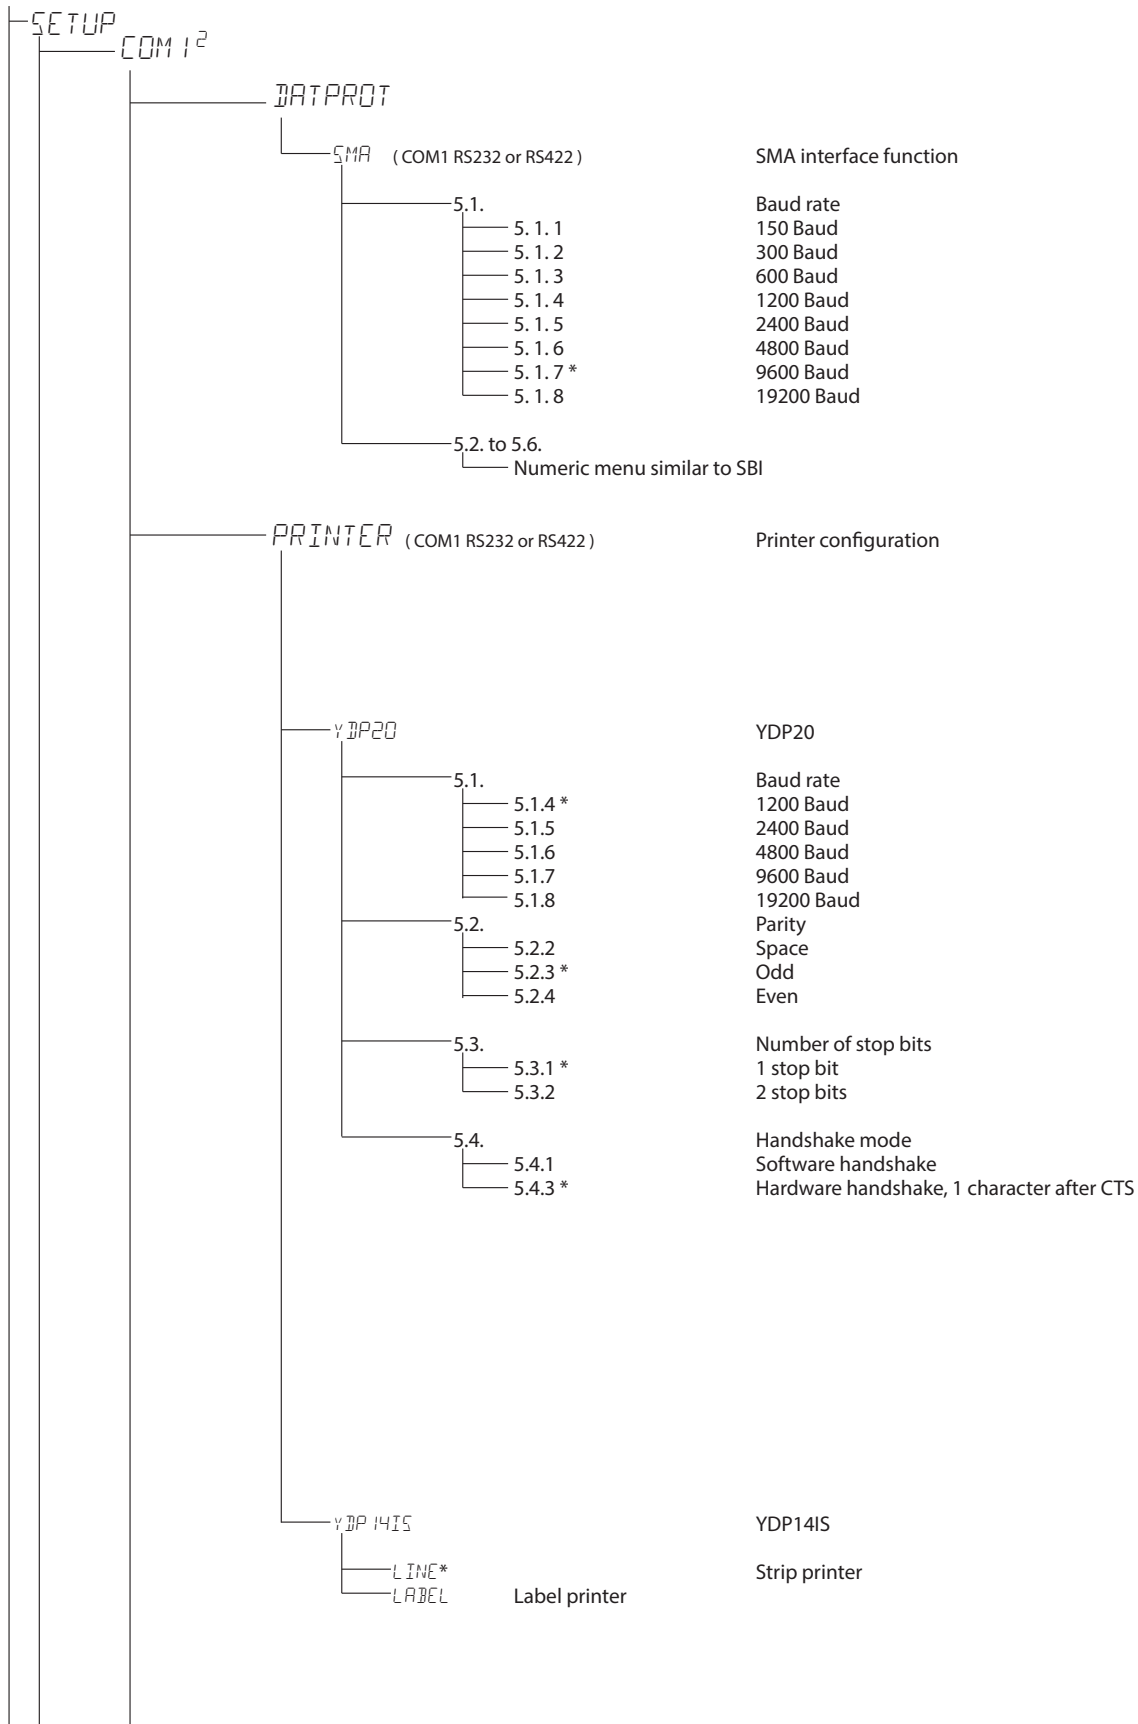 SETUP
COM1²
DATPROT
SMA ( COM1 RS232 or RS422 ) SMA interface function
5.1. Baud rate
5. 1. 1 150 Baud
5. 1. 2 300 Baud
5. 1. 3 600 Baud
5. 1. 4 1200 Baud
5. 1. 5 2400 Baud
5. 1. 6 4800 Baud
5. 1. 7 * 9600 Baud
5. 1. 8 19200 Baud
5.2. to 5.6.
Numeric menu similar to SBI
PRINTER ( COM1 RS232 or RS422 ) Printer configuration
YDP20 YDP20
5.1. Baud rate
5.1.4 * 1200 Baud
5.1.5 2400 Baud
5.1.6 4800 Baud
5.1.7 9600 Baud
5.1.8 19200 Baud
5.2. Parity
5.2.2 Space
5.2.3 * Odd
5.2.4 Even
5.3. Number of stop bits
5.3.1 * 1 stop bit
5.3.2 2 stop bits
5.4. Handshake mode
5.4.1 Software handshake
5.4.3 * Hardware handshake, 1 character after CTS
YDP14IS YDP14IS
LINE* Strip printer
LABEL Label printer